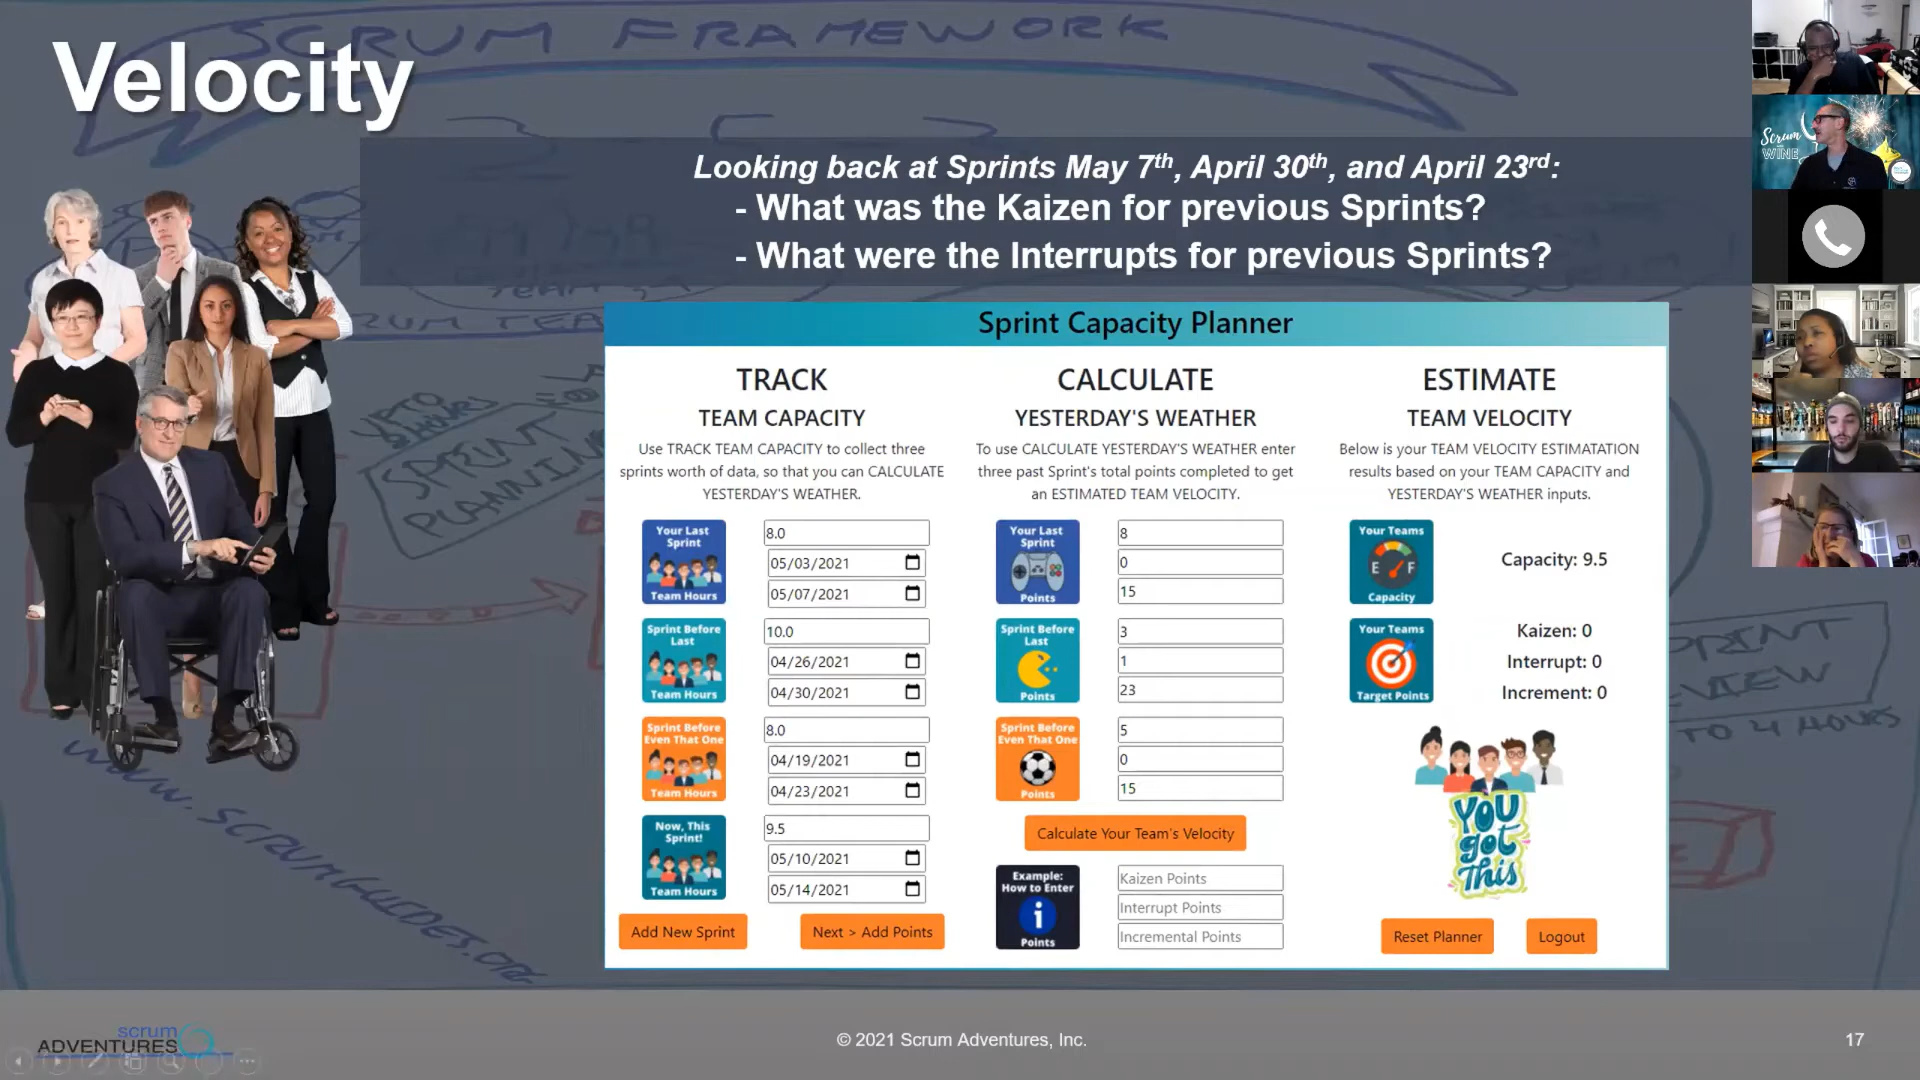 SCRUM FRAMEWORK
Velocity
Looking back at Sprints May 7th, April 30th, and April 23rd:
- What was the Kaizen for previous Sprints?
- What were the Interrupts for previous Sprints?
Scrum
WINE
SPRINT
PLANNING
Sprint Capacity Planner
TRACK
TEAM CAPACITY
Use TRACK TEAM CAPACITY to collect three
sprints worth of data, so that you can CALCULATE
YESTERDAY'S WEATHER.
Your Last
Sprint
Team Hours
8.0
05/03/2021
05/07/2021
Sprint Before
Last
Team Hours
10.0
04/26/2021
04/30/2021
Sprint Before
Even That One
Team Hours
8.0
04/19/2021
04/23/2021
Now, This
Sprint!
Team Hours
9.5
05/10/2021
05/14/2021
Add New Sprint
Next > Add Points
CALCULATE
YESTERDAY'S WEATHER
To use CALCULATE YESTERDAY'S WEATHER enter
three past Sprint's total points completed to get
an ESTIMATED TEAM VELOCITY.
Your Last
Sprint
Points
8
0
15
Sprint Before
Last
Points
3
1
23
Sprint Before
Even That One
Points
5
0
15
Calculate Your Team's Velocity
Example:
How to Enter
i
Points
Kaizen Points
Interrupt Points
Incremental Points
ESTIMATE
TEAM VELOCITY
Below is your TEAM VELOCITY ESTIMATATION
results based on your TEAM CAPACITY and
YESTERDAY'S WEATHER inputs.
Your Teams
E F
Capacity
Capacity: 9.5
Your Teams
Target Points
Kaizen: 0
Interrupt: 0
Increment: 0
YOU
got
this
Reset Planner
Logout
TO 4 HOURS
WWW.SCRUMGUIDES.ORG
scrum
ADVENTURES
© 2021 Scrum Adventures, Inc.
17